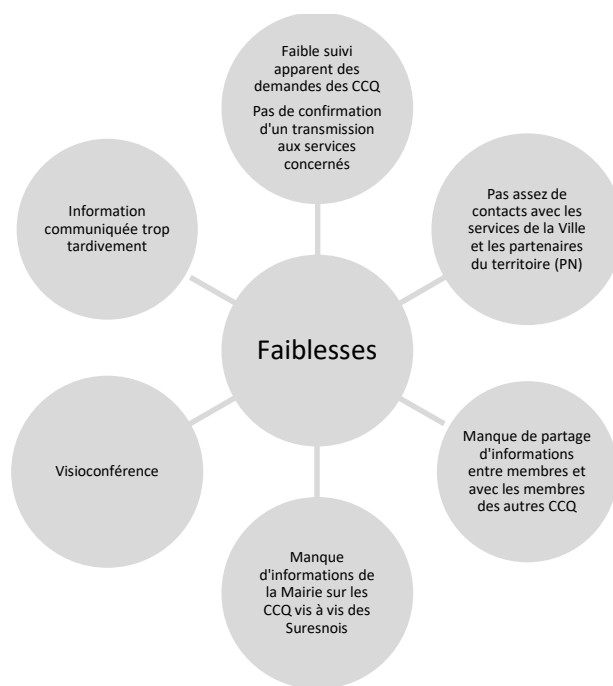 Faible suivi
apparent des
demandes des CCQ
Pas de confirmation
d'un transmission
aux services
concernés
Pas assez de
contacts avec les
services de la Ville
et les partenaires
du territoire (PN)
Manque de partage
d'informations
entre membres et
avec les membres
des autres CCQ
Manque
d'informations de
la Mairie sur les
CCQ vis à vis des
Suresnois
Visioconférence
Information
communiquée trop
tardivement
Faiblesses